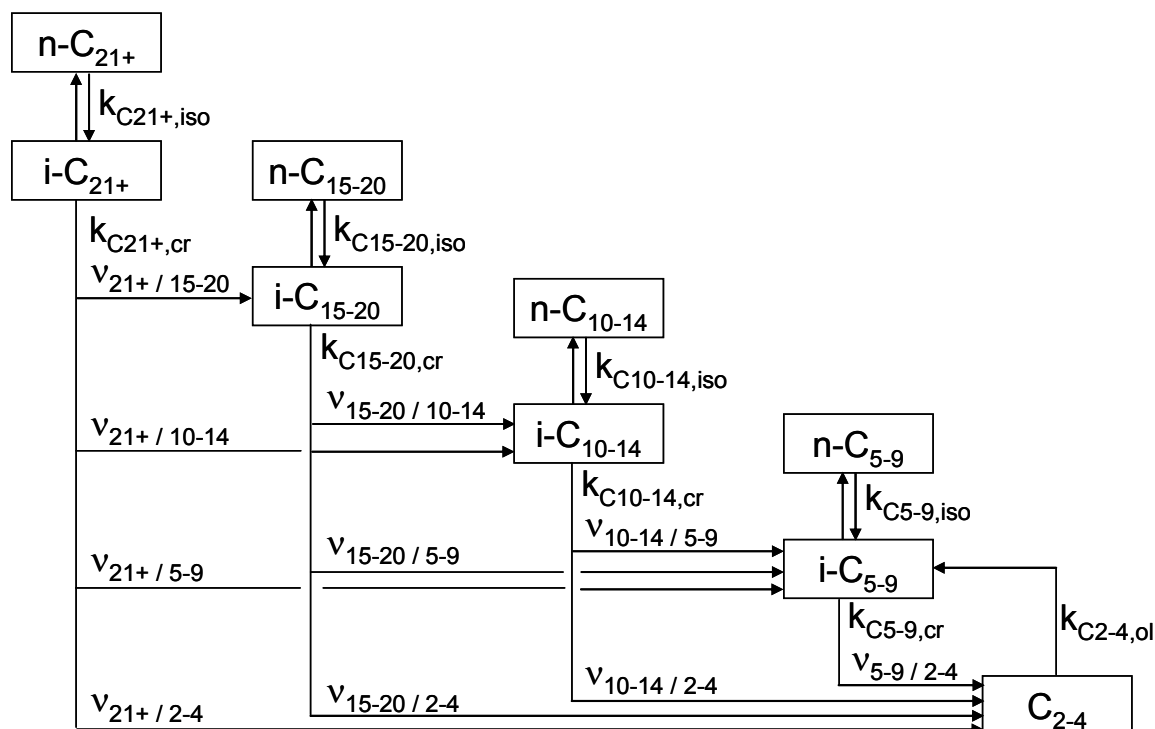 n-C21+
kC21+,iso
i-C21+
n-C15-20
kC21+,cr
kC15-20,iso
ν21+ / 15-20
i-C15-20
n-C10-14
kC15-20,cr
kC10-14,iso
ν15-20 / 10-14
ν21+ / 10-14
i-C10-14
n-C5-9
kC10-14,cr
kC5-9,iso
ν10-14 / 5-9
ν15-20 / 5-9
ν21+ / 5-9
i-C5-9
kC5-9,cr
kC2-4,ol
ν5-9 / 2-4
ν10-14 / 2-4
ν15-20 / 2-4
ν21+ / 2-4
C2-4